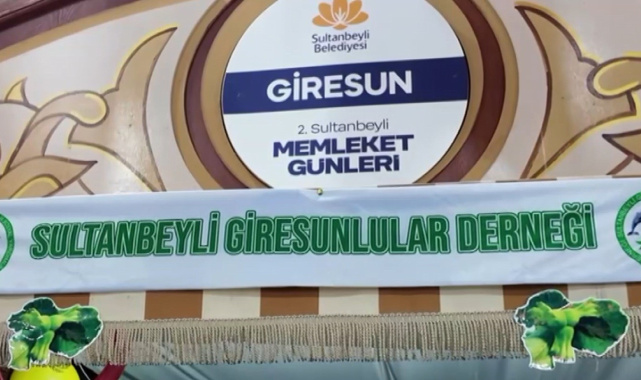 Sultanbeyli
Belediyesi
GİRESUN
2. Sultanbeyli
MEMLEKET
GÜNLERİ
SULTANBEYLİ GİRESUNLULAR DERNEĞİ